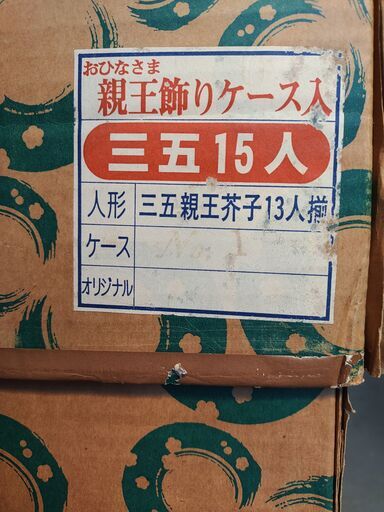 おひなさま
親王飾りケース入
三五15人
人形 三五親王芥子13人揃
ケース
オリジナル